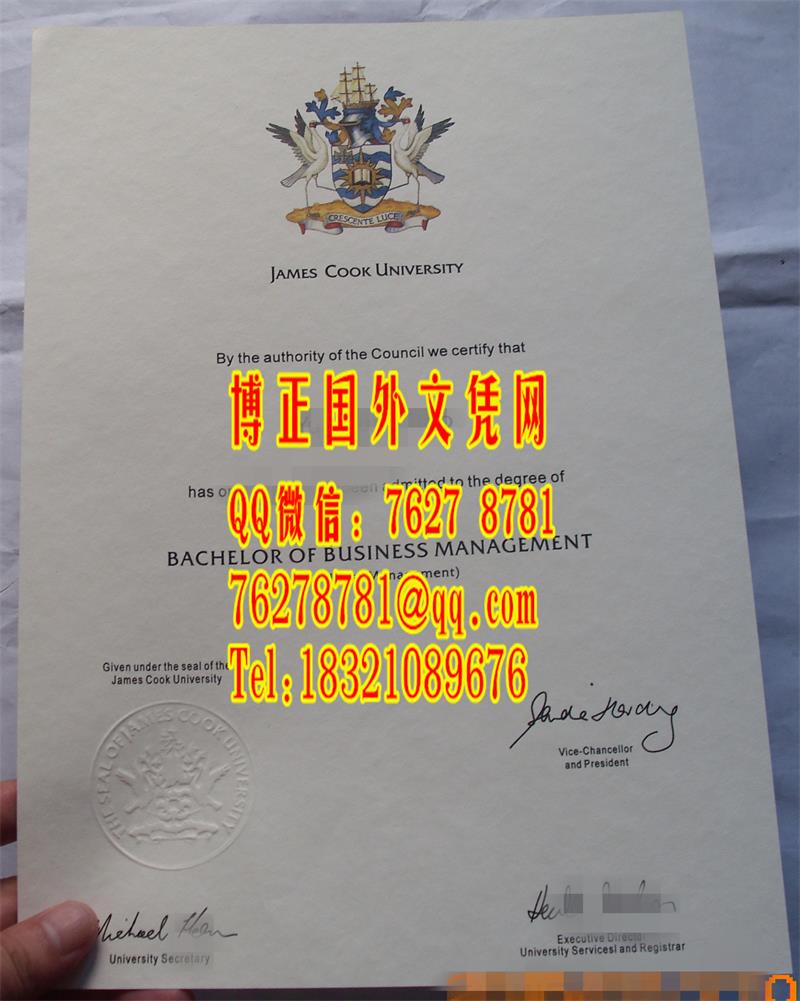 CRESCENTE LUCE
JAMES COOK UNIVERSITY
By the authority of the Council we certify that
博正国外文凭网
has admitted to the degree of
QQ微信：7627 8781
BACHELOR OF BUSINESS MANAGEMENT
76278781@qq.com
Given under the seal of the
James Cook University
Tel:18321089676
THE SEAL OF JAMES COOK UNIVERSITY
Vice-Chancellor
and President
Michael
University Secretary
Executive Director
University Servicesl and Registrar